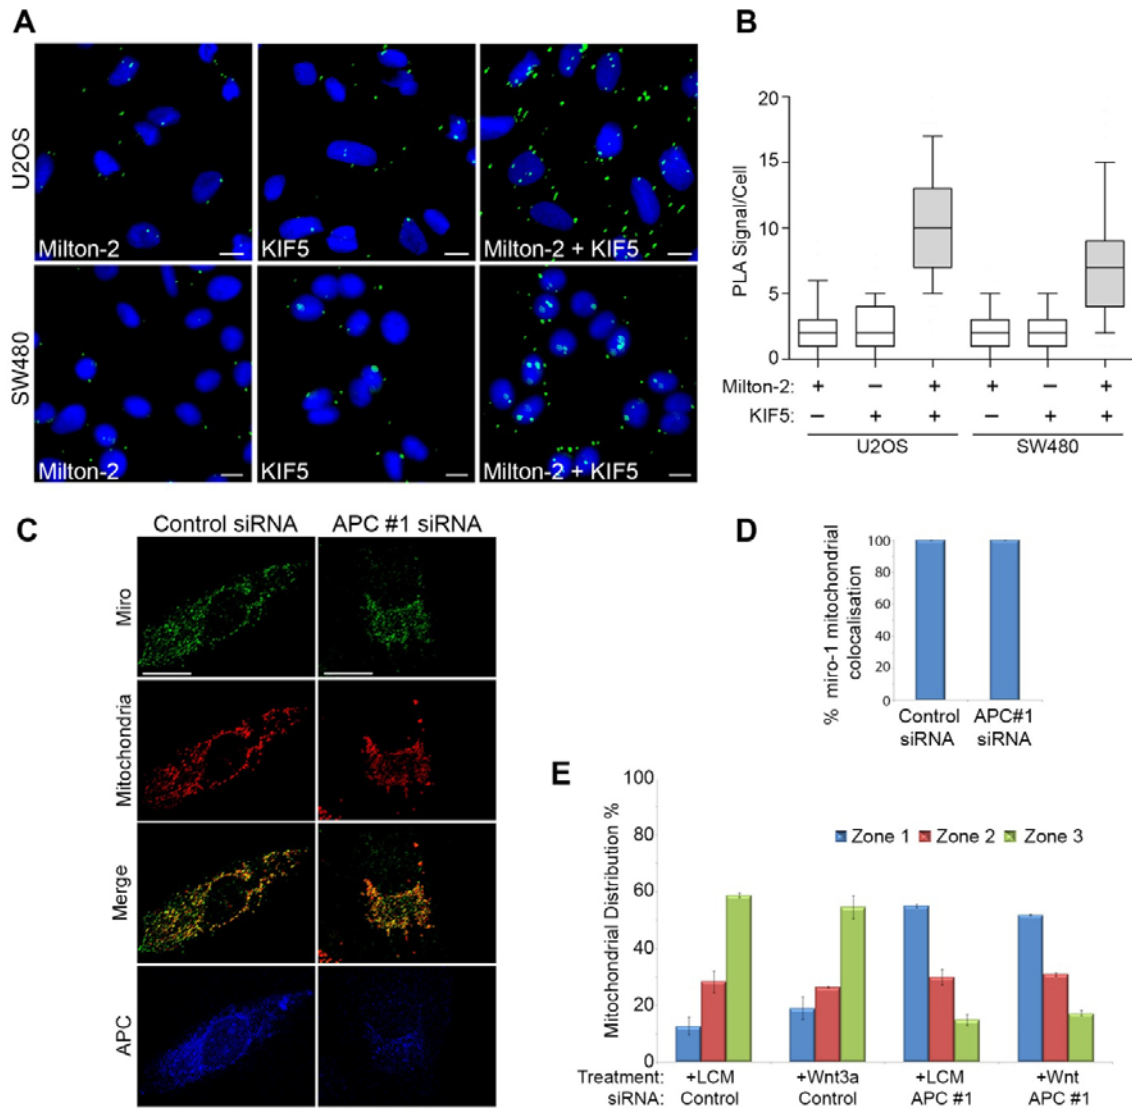 A
U2OS
Milton-2
KIF5
Milton-2 + KIF5
SW480
Milton-2
KIF5
Milton-2 + KIF5
B
PLA Signal/Cell
20
15
10
5
0
Milton-2: + – + + – +
KIF5: – + + – + +
U2OS SW480
C
Control siRNA APC #1 siRNA
Miro
Mitochondria
Merge
APC
D
% miro-1 mitochondrial
colocalisation
100
80
60
40
20
0
Control
siRNA
APC#1
siRNA
E
Mitochondrial Distribution %
100
80
60
40
20
0
Zone 1 Zone 2 Zone 3
Treatment: +LCM +Wnt3a +LCM +Wnt
siRNA: Control Control APC #1 APC #1